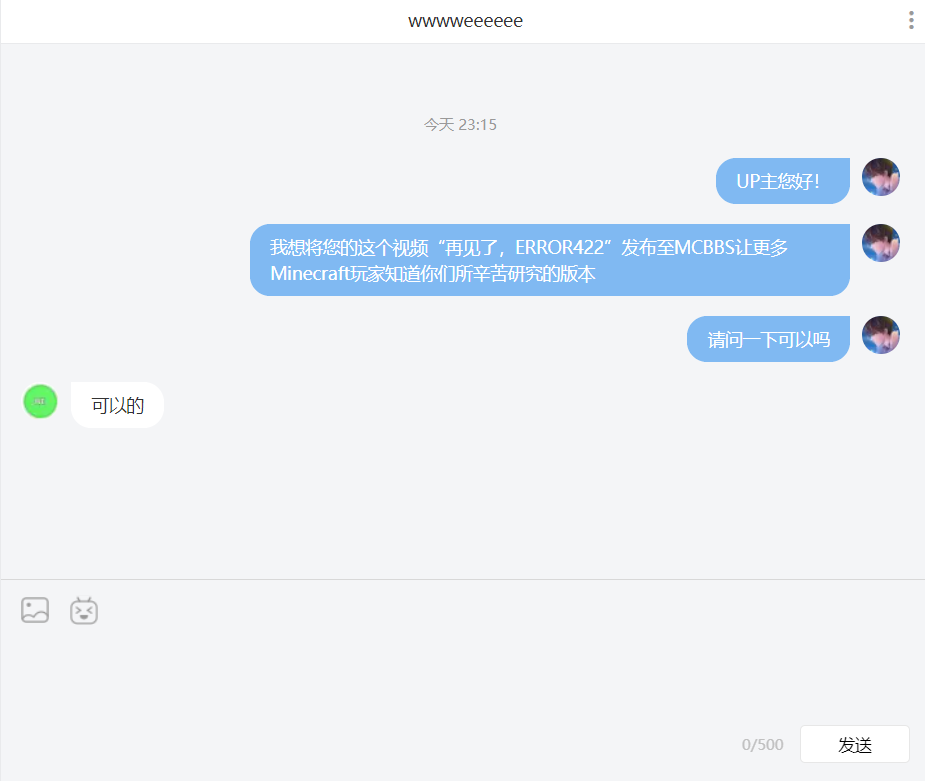 wwwweeeeee
今天 23:15
UP主您好！
我想将您的这个视频“再见了，ERROR422”发布至MCBBS让更多
Minecraft玩家知道你们所辛苦研究的版本
请问一下可以吗
可以的
0/500
发送